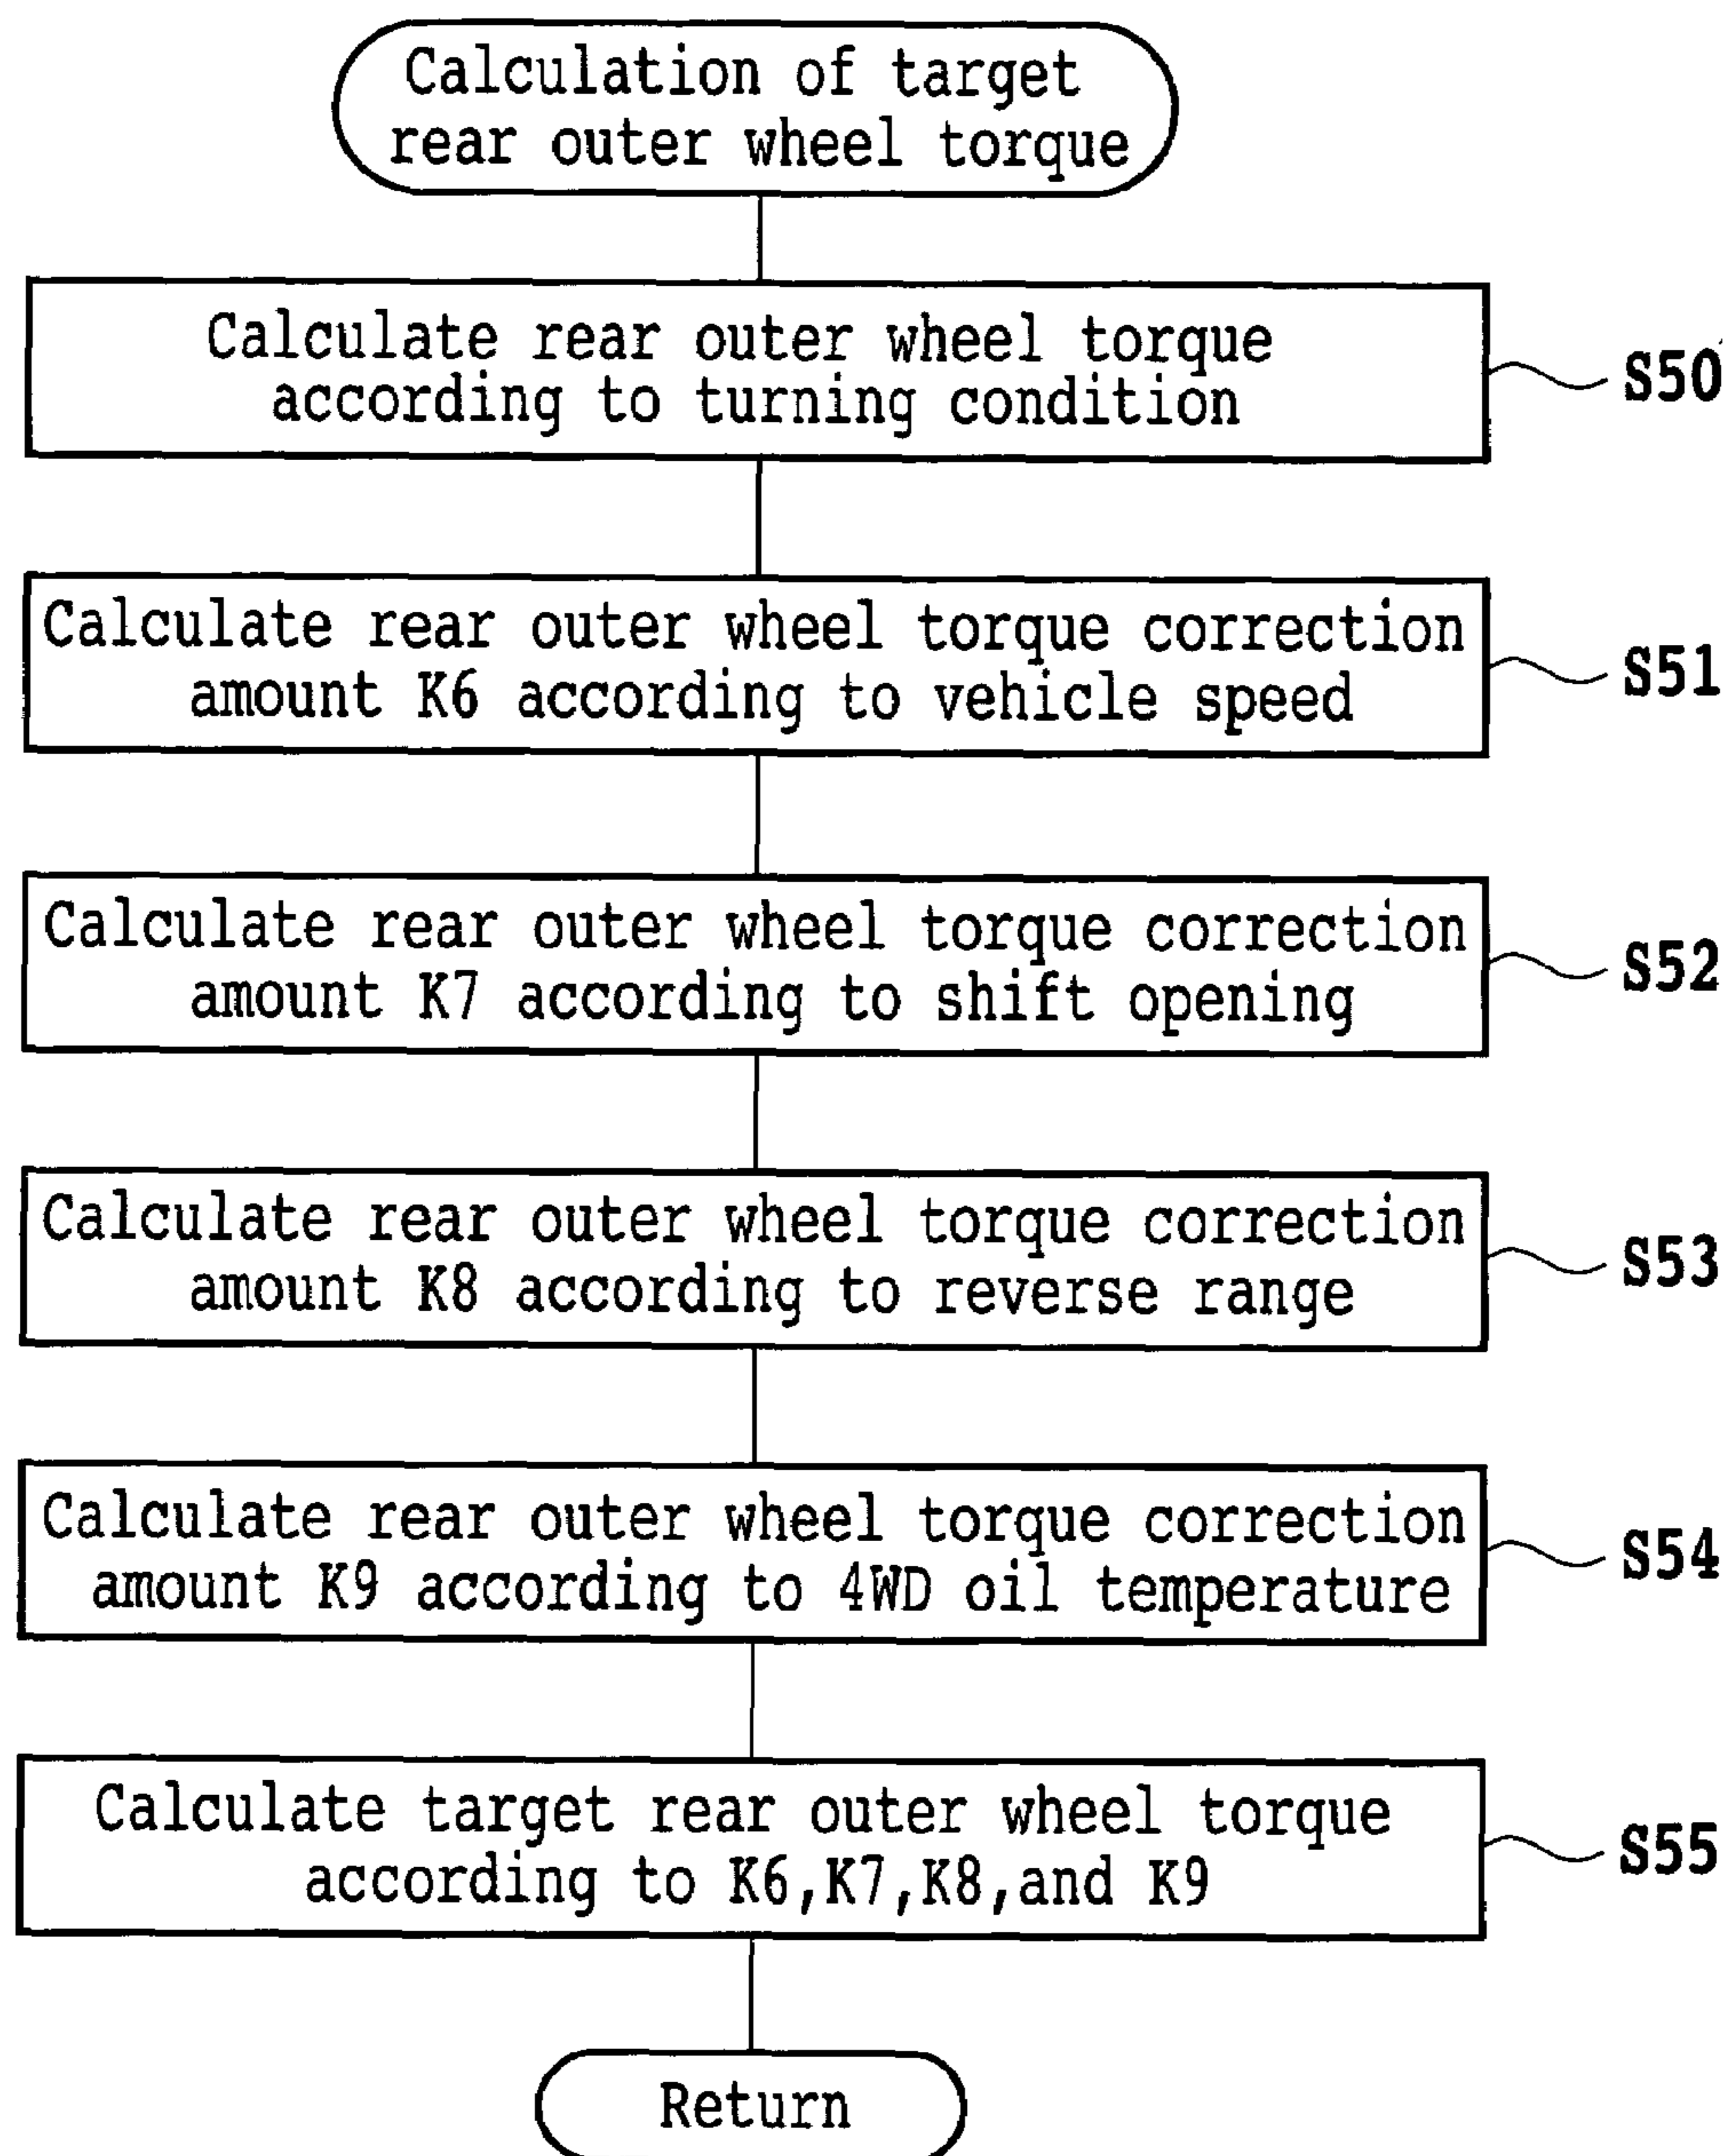 Calculation of target
rear outer wheel torque
Calculate rear outer wheel torque
according to turning condition
S50
Calculate rear outer wheel torque correction
amount K6 according to vehicle speed
S51
Calculate rear outer wheel torque correction
amount K7 according to shift opening
S52
Calculate rear outer wheel torque correction
amount K8 according to reverse range
S53
Calculate rear outer wheel torque correction
amount K9 according to 4WD oil temperature
S54
Calculate target rear outer wheel torque
according to K6,K7,K8,and K9
S55
Return